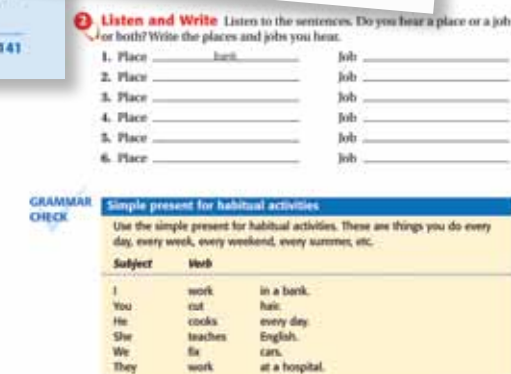 141
2 Listen and Write Listen to the sentences. Do you hear a place or a job
or both? Write the places and jobs you hear.
1. Place bank Job
2. Place Job
3. Place Job
4. Place Job
5. Place Job
6. Place Job
GRAMMAR
CHECK
Simple present for habitual activities
Use the simple present for habitual activities. These are things you do every
day, every week, every weekend, every summer, etc.
Subject Verb
I work in a bank.
You cut hair.
He cooks every day.
She teaches English.
We fix cars.
They work at a hospital.